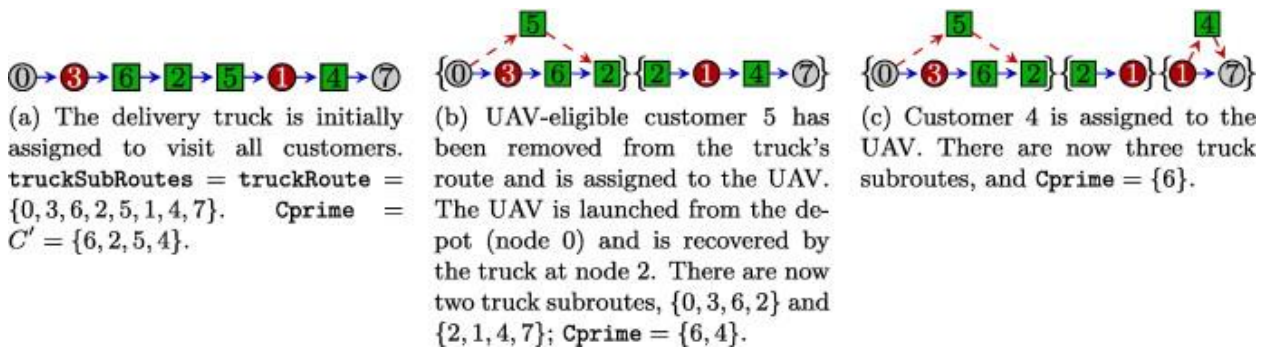 0 3 6 2 5 1 4 7
(a) The delivery truck is initially
assigned to visit all customers.
truckSubRoutes = truckRoute =
{0, 3, 6, 2, 5, 1, 4, 7}. Cprime =
C′ = {6, 2, 5, 4}.
5
{0 3 6 2} {2 1 4 7}
(b) UAV-eligible customer 5 has
been removed from the truck's
route and is assigned to the UAV.
The UAV is launched from the de-
pot (node 0) and is recovered by
the truck at node 2. There are now
two truck subroutes, {0, 3, 6, 2} and
{2, 1, 4, 7}; Cprime = {6, 4}.
5 4
{0 3 6 2} {2 1} {1 7}
(c) Customer 4 is assigned to the
UAV. There are now three truck
subroutes, and Cprime = {6}.